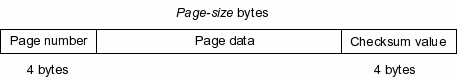 Page-size bytes
Page number Page data Checksum value
4 bytes 4 bytes